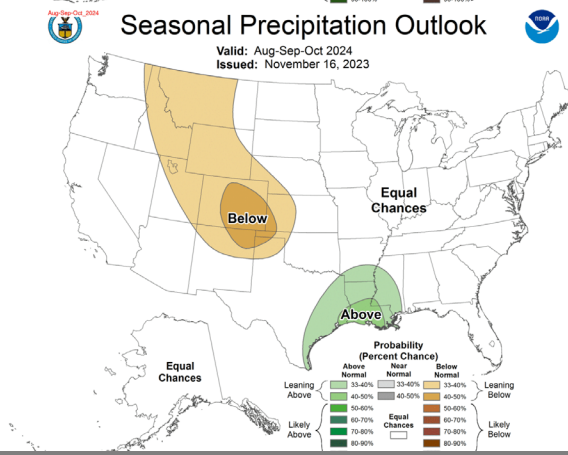 Aug-Sep-Oct 2024
Seasonal Precipitation Outlook
noaa
Valid: Aug-Sep-Oct 2024
Issued: November 16, 2023
Equal
Chances
Below
Above
Equal
Chances
Probability
(Percent Chance)
Above
Normal
Near
Normal
Below
Normal
Leaning
Above
33-40%
33-40%
33-40%
Leaning
Below
40-50%
40-50%
40-50%
Likely
Above
50-60%
60-70%
70-80%
80-90%
Equal
Chances
50-60%
60-70%
70-80%
80-90%
Likely
Below